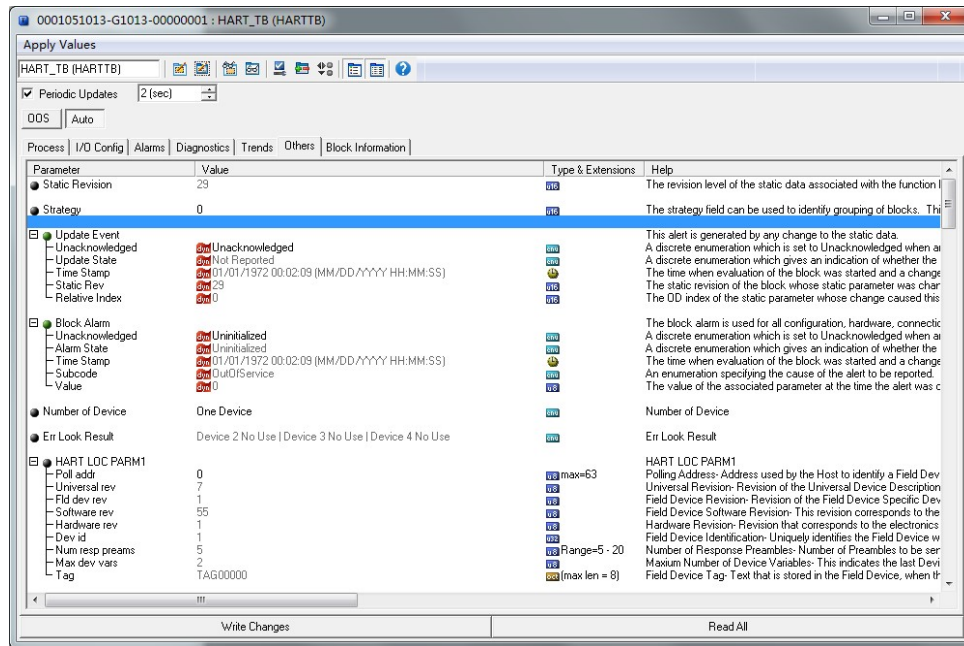 0001051013-G1013-00000001 : HART_TB (HARTTB)
Apply Values
HART_TB (HARTTB)
Periodic Updates 2 (sec)
OOS Auto
Process I/O Config Alarms Diagnostics Trends Others Block Information
Parameter Value Type & Extensions Help
Static Revision 29 u16 The revision level of the static data associated with the function
Strategy 0 u16 The strategy field can be used to identify grouping of blocks. Thi
Update Event This alert is generated by any change to the static data.
Unacknowledged dyn Unacknowledged enu A discrete enumeration which is set to Unacknowledged when a
Update State dyn Not Reported enu A discrete enumeration which gives an indication of whether the
Time Stamp dyn 01/01/1972 00:02:09 (MM/DD/YYYY HH:MM:SS) The time when evaluation of the block was started and a change
Static Rev dyn 29 u16 The static revision of the block whose static parameter was char
Relative Index dyn 0 u16 The OD index of the static parameter whose change caused this
Block Alarm The block alarm is used for all configuration, hardware, connectic
Unacknowledged dyn Uninitialized enu A discrete enumeration which is set to Unacknowledged when a
Alarm State dyn Uninitialized enu A discrete enumeration which gives an indication of whether the
Time Stamp dyn 01/01/1972 00:02:09 (MM/DD/YYYY HH:MM:SS) The time when evaluation of the block was started and a change
Subcode dyn OutOfService enu An enumeration specifying the cause of the alert to be reported.
Value dyn 0 u8 The value of the associated parameter at the time the alert was c
Number of Device One Device enu Number of Device
Err Look Result Device 2 No Use | Device 3 No Use | Device 4 No Use enu Err Look Result
HART LOC PARM1 HART LOC PARM1
Poll addr 0 u8 max=63 Polling Address- Address used by the Host to identify a Field Dev
Universal rev 7 u8 Universal Revision- Revision of the Universal Device Description
Fld dev rev 1 u8 Field Device Revision- Revision of the Field Device Specific Dev
Software rev 55 u8 Field Device Software Revision- This revision corresponds to the
Hardware rev 1 u8 Hardware Revision- Revision that corresponds to the electronics
Dev id 1 u32 Field Device Identification- Uniquely identifies the Field Device w
Num resp preams 5 u8 Range=5 - 20 Number of Response Preambles- Number of Preambles to be ser
Max dev vars 2 u8 Maxium Number of Device Variables- This indicates the last Devi
Tag TAG00000 oct (max len = 8) Field Device Tag- Text that is stored in the Field Device, when th
Write Changes Read All